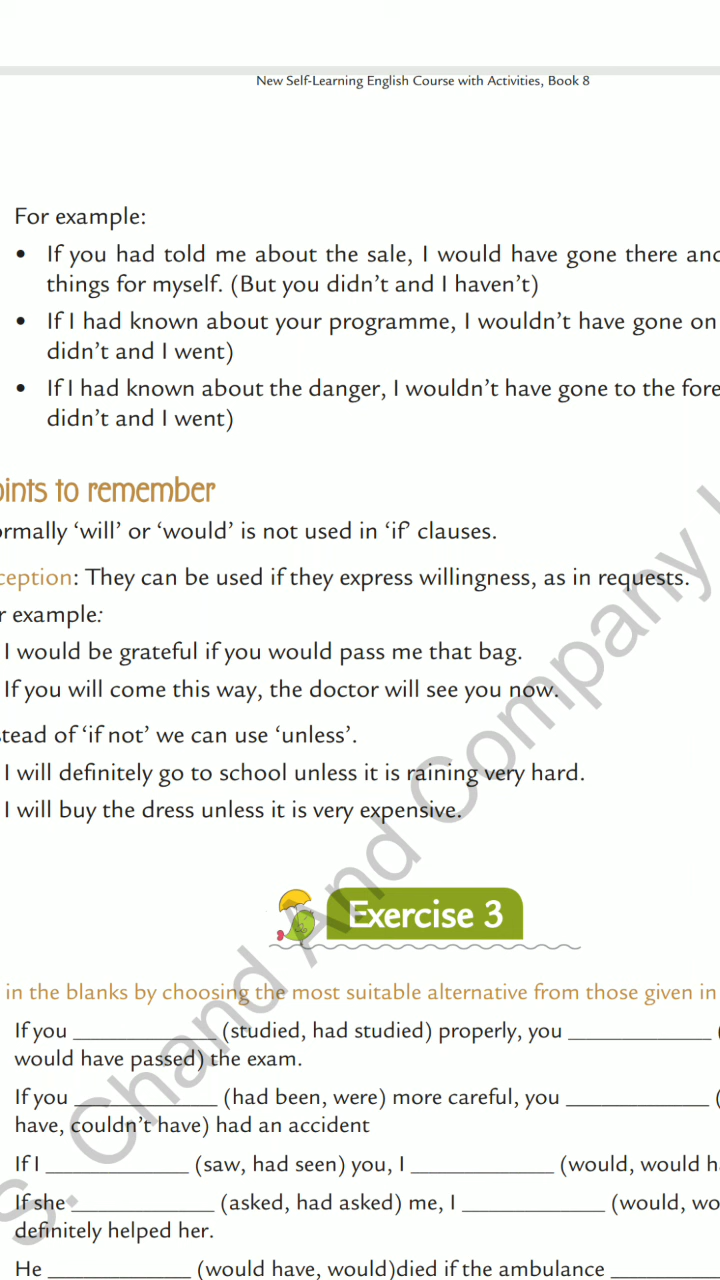 New Self-Learning English Course with Activities, Book 8
For example:
• If you had told me about the sale, I would have gone there and
things for myself. (But you didn't and I haven't)
• If I had known about your programme, I wouldn't have gone on
didn't and I went)
• If I had known about the danger, I wouldn't have gone to the fore
didn't and I went)
oints to remember
ormally 'will' or 'would' is not used in 'if' clauses.
ception: They can be used if they express willingness, as in requests.
r example:
I would be grateful if you would pass me that bag.
If you will come this way, the doctor will see you now.
stead of 'if not' we can use 'unless'.
I will definitely go to school unless it is raining very hard.
I will buy the dress unless it is very expensive.
Exercise 3
in the blanks by choosing the most suitable alternative from those given in
If you ____________ (studied, had studied) properly, you ____________ (
would have passed) the exam.
If you ____________ (had been, were) more careful, you ____________ (
have, couldn't have) had an accident
If I ____________ (saw, had seen) you, I ____________ (would, would h
If she ____________ (asked, had asked) me, I ____________ (would, wo
definitely helped her.
He ____________ (would have, would)died if the ambulance ____________
S. Chand And Company L